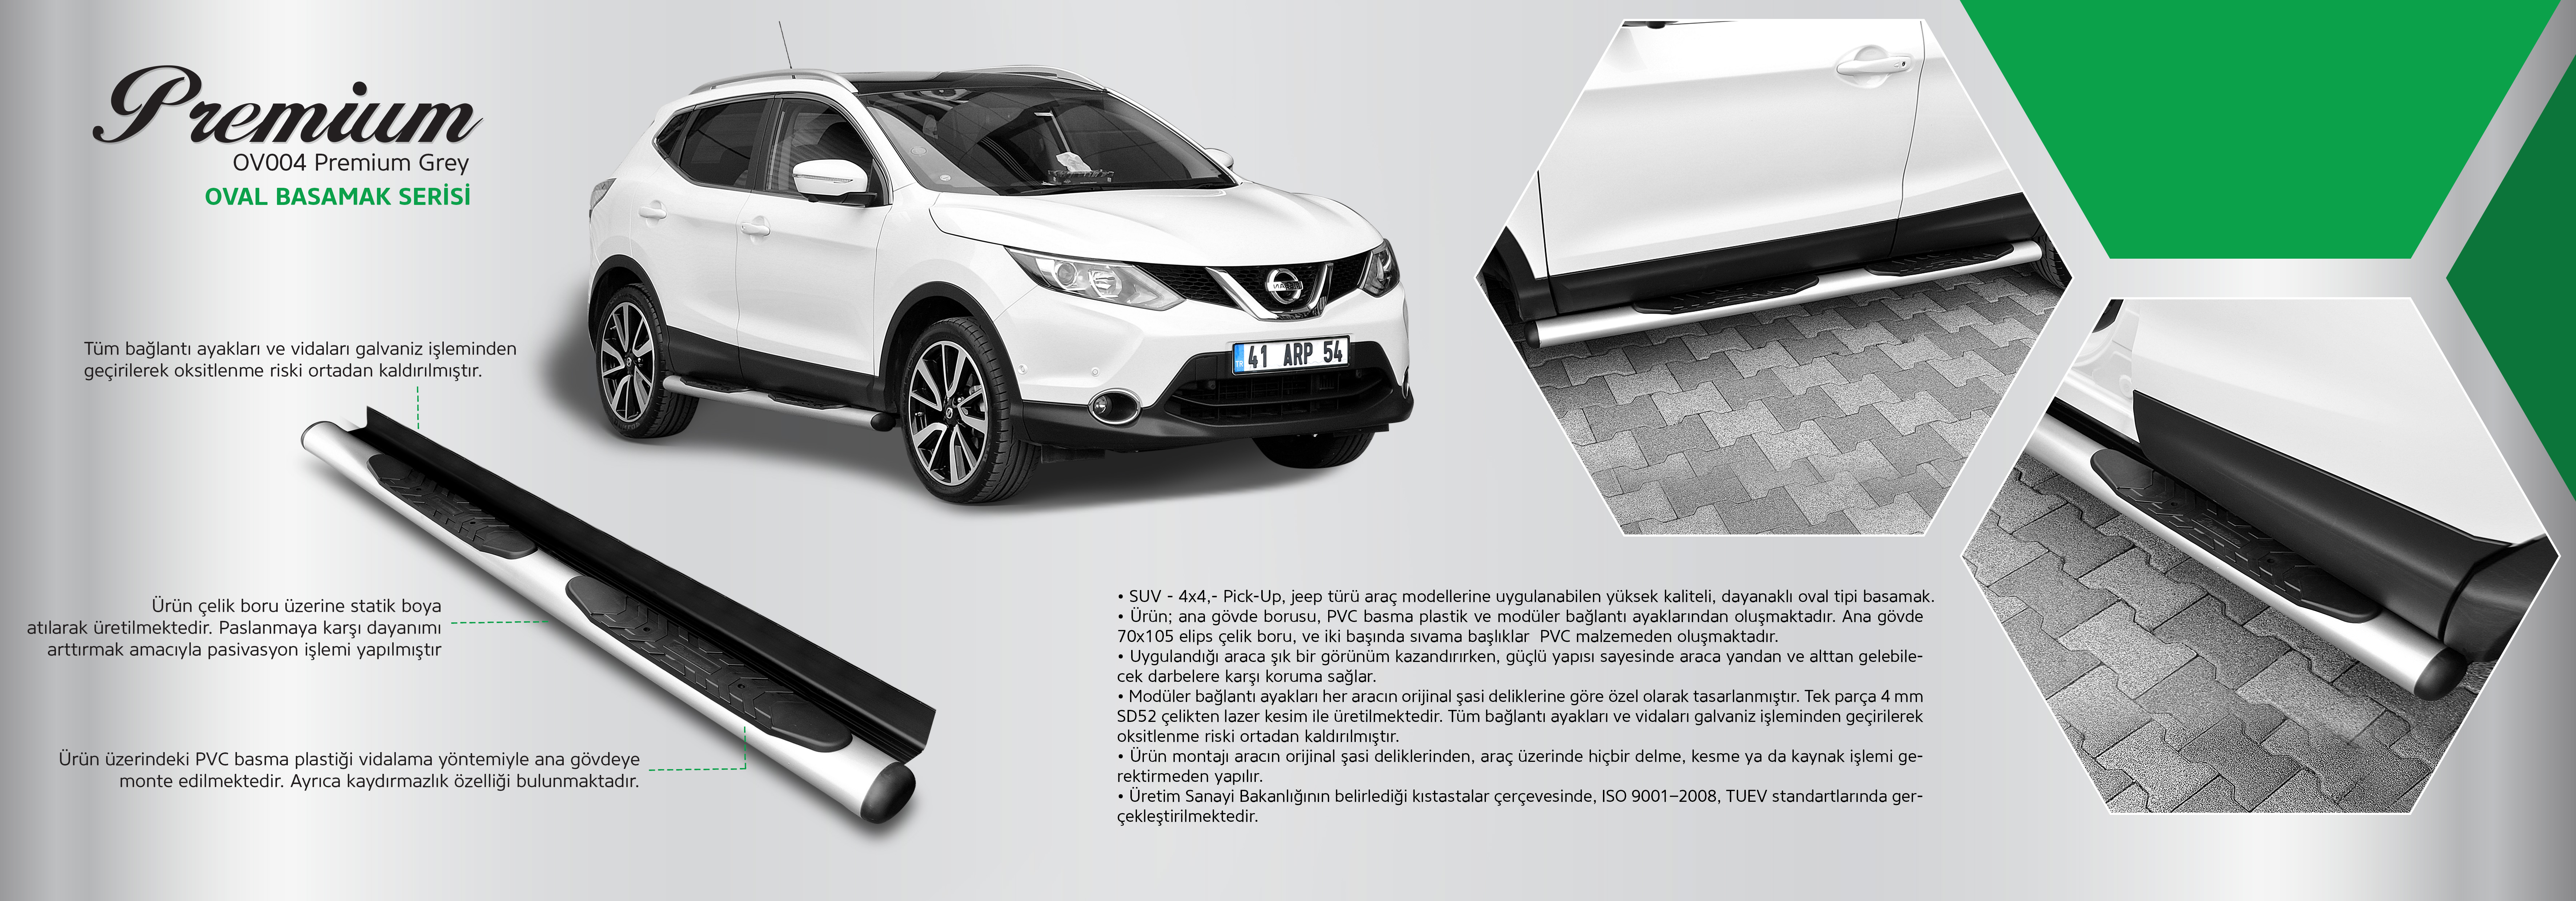 Premium
OV004 Premium Grey
OVAL BASAMAK SERİSİ
Tüm bağlantı ayakları ve vidaları galvaniz işleminden
geçirilerek oksitlenme riski ortadan kaldırılmıştır.
Ürün çelik boru üzerine statik boya
atılarak üretilmektedir. Paslanmaya karşı dayanımı
arttırmak amacıyla pasivasyon işlemi yapılmıştır
Ürün üzerindeki PVC basma plastiği vidalama yöntemiyle ana gövdeye
monte edilmektedir. Ayrıca kaydırmazlık özelliği bulunmaktadır.
TR 41 ARP 54
• SUV - 4x4,- Pick-Up, jeep türü araç modellerine uygulanabilen yüksek kaliteli, dayanaklı oval tipi basamak.
• Ürün; ana gövde borusu, PVC basma plastik ve modüler bağlantı ayaklarından oluşmaktadır. Ana gövde
70x105 elips çelik boru, ve iki başında sıvama başlıklar  PVC malzemeden oluşmaktadır.
• Uygulandığı araca şık bir görünüm kazandırırken, güçlü yapısı sayesinde araca yandan ve alttan gelebile-
cek darbelere karşı koruma sağlar.
• Modüler bağlantı ayakları her aracın orijinal şasi deliklerine göre özel olarak tasarlanmıştır. Tek parça 4 mm
SD52 çelikten lazer kesim ile üretilmektedir. Tüm bağlantı ayakları ve vidaları galvaniz işleminden geçirilerek
oksitlenme riski ortadan kaldırılmıştır.
• Ürün montajı aracın orijinal şasi deliklerinden, araç üzerinde hiçbir delme, kesme ya da kaynak işlemi ge-
rektirmeden yapılır.
• Üretim Sanayi Bakanlığının belirlediği kıstastalar çerçevesinde, ISO 9001–2008, TUEV standartlarında ger-
çekleştirilmektedir.